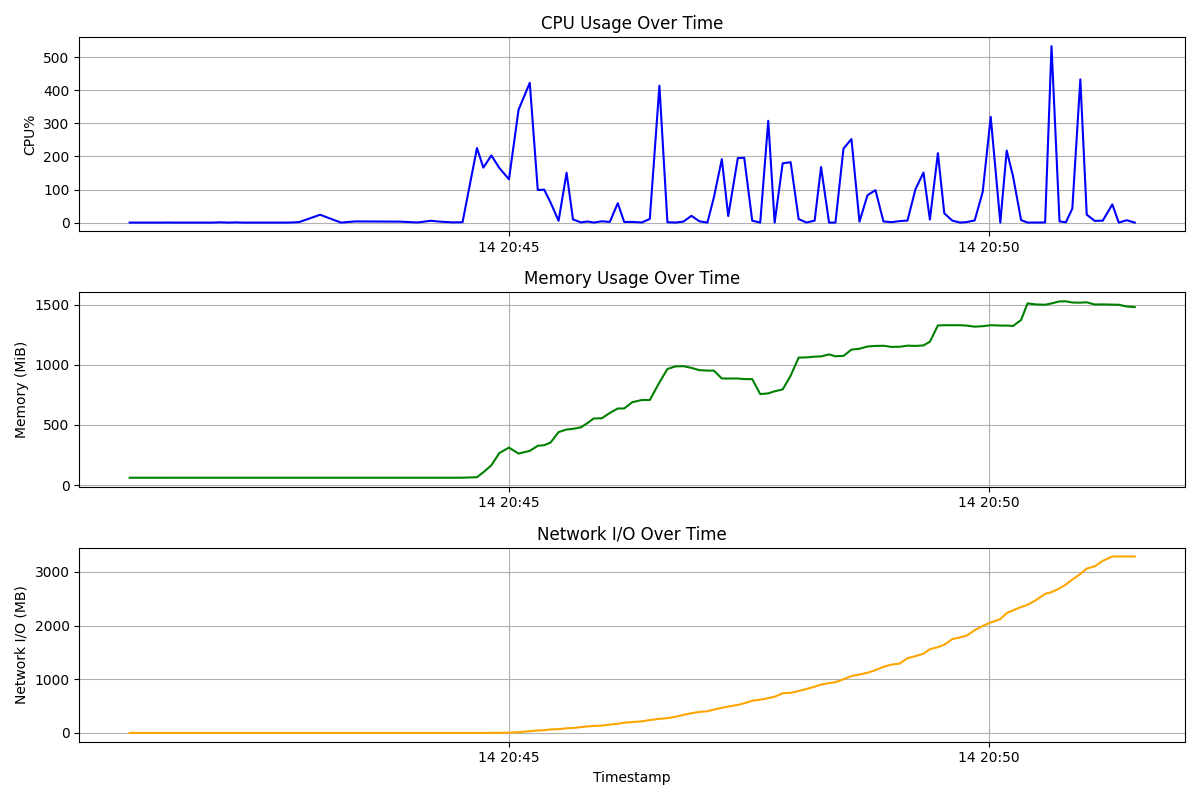 CPU Usage Over Time
CPU%
500
400
300
200
100
0
14 20:45
14 20:50
Memory Usage Over Time
Memory (MiB)
1500
1000
500
0
14 20:45
14 20:50
Network I/O Over Time
Network I/O (MB)
3000
2000
1000
0
14 20:45
14 20:50
Timestamp